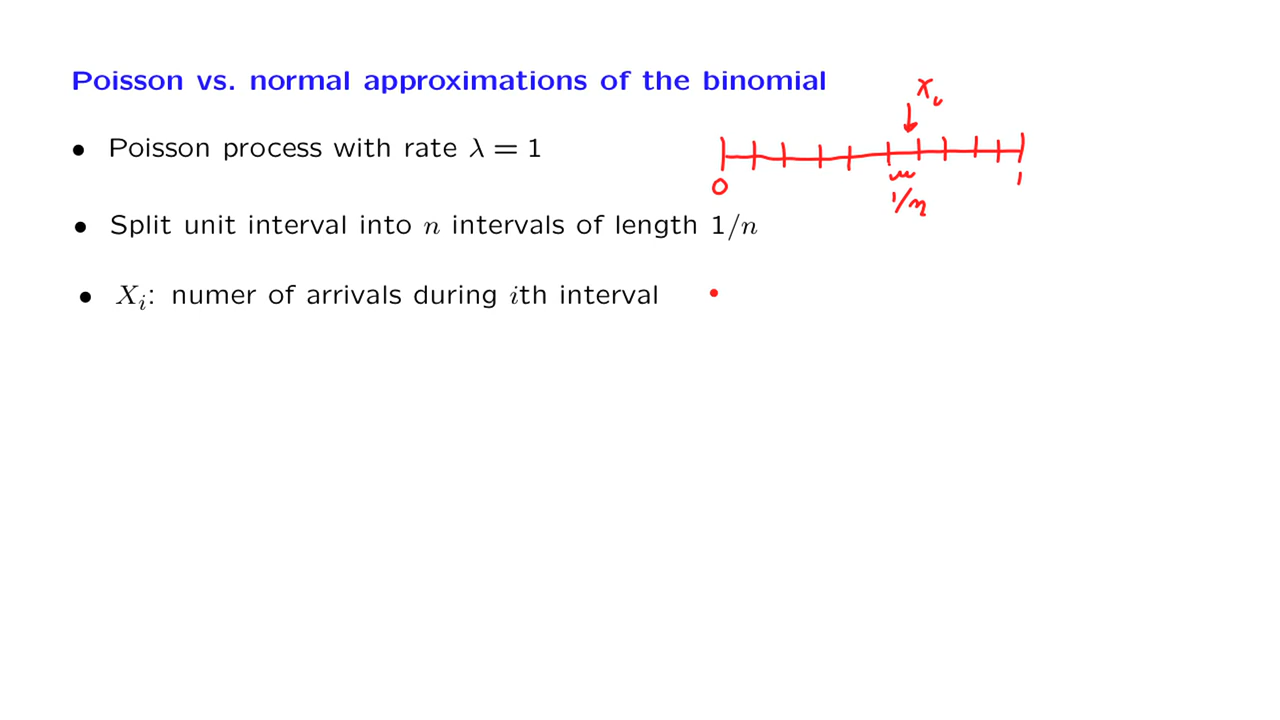 Poisson vs. normal approximations of the binomial
Xᵢ
• Poisson process with rate λ = 1
0 1
1/n
• Split unit interval into n intervals of length 1/n
• Xᵢ: numer of arrivals during ith interval